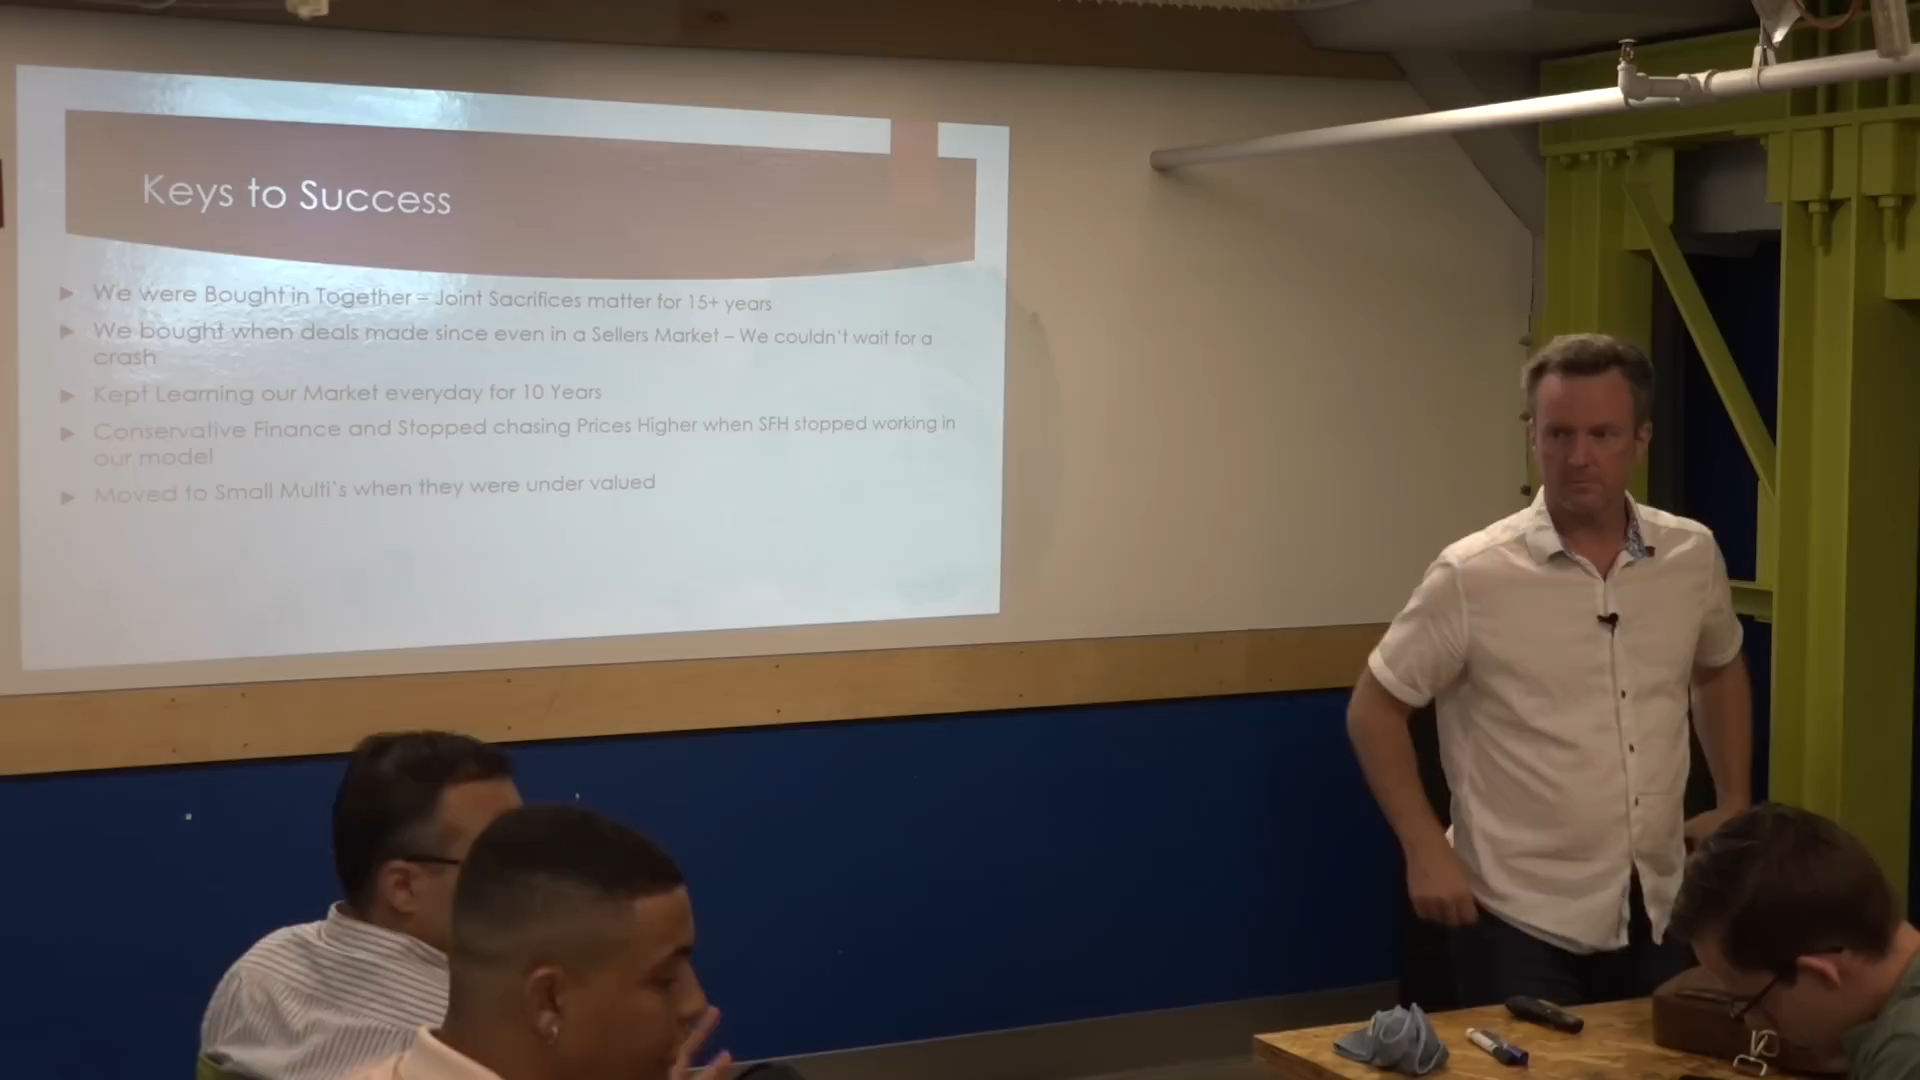 Keys to Success
We were Bought in Together – Joint Sacrifices matter for 15+ years
We bought when deals made since even in a Sellers Market – We couldn't wait for a
crash
Kept Learning our Market everyday for 10 Years
Conservative Finance and Stopped chasing Prices Higher when SFH stopped working in
our model
Moved to Small Multi's when they were under valued